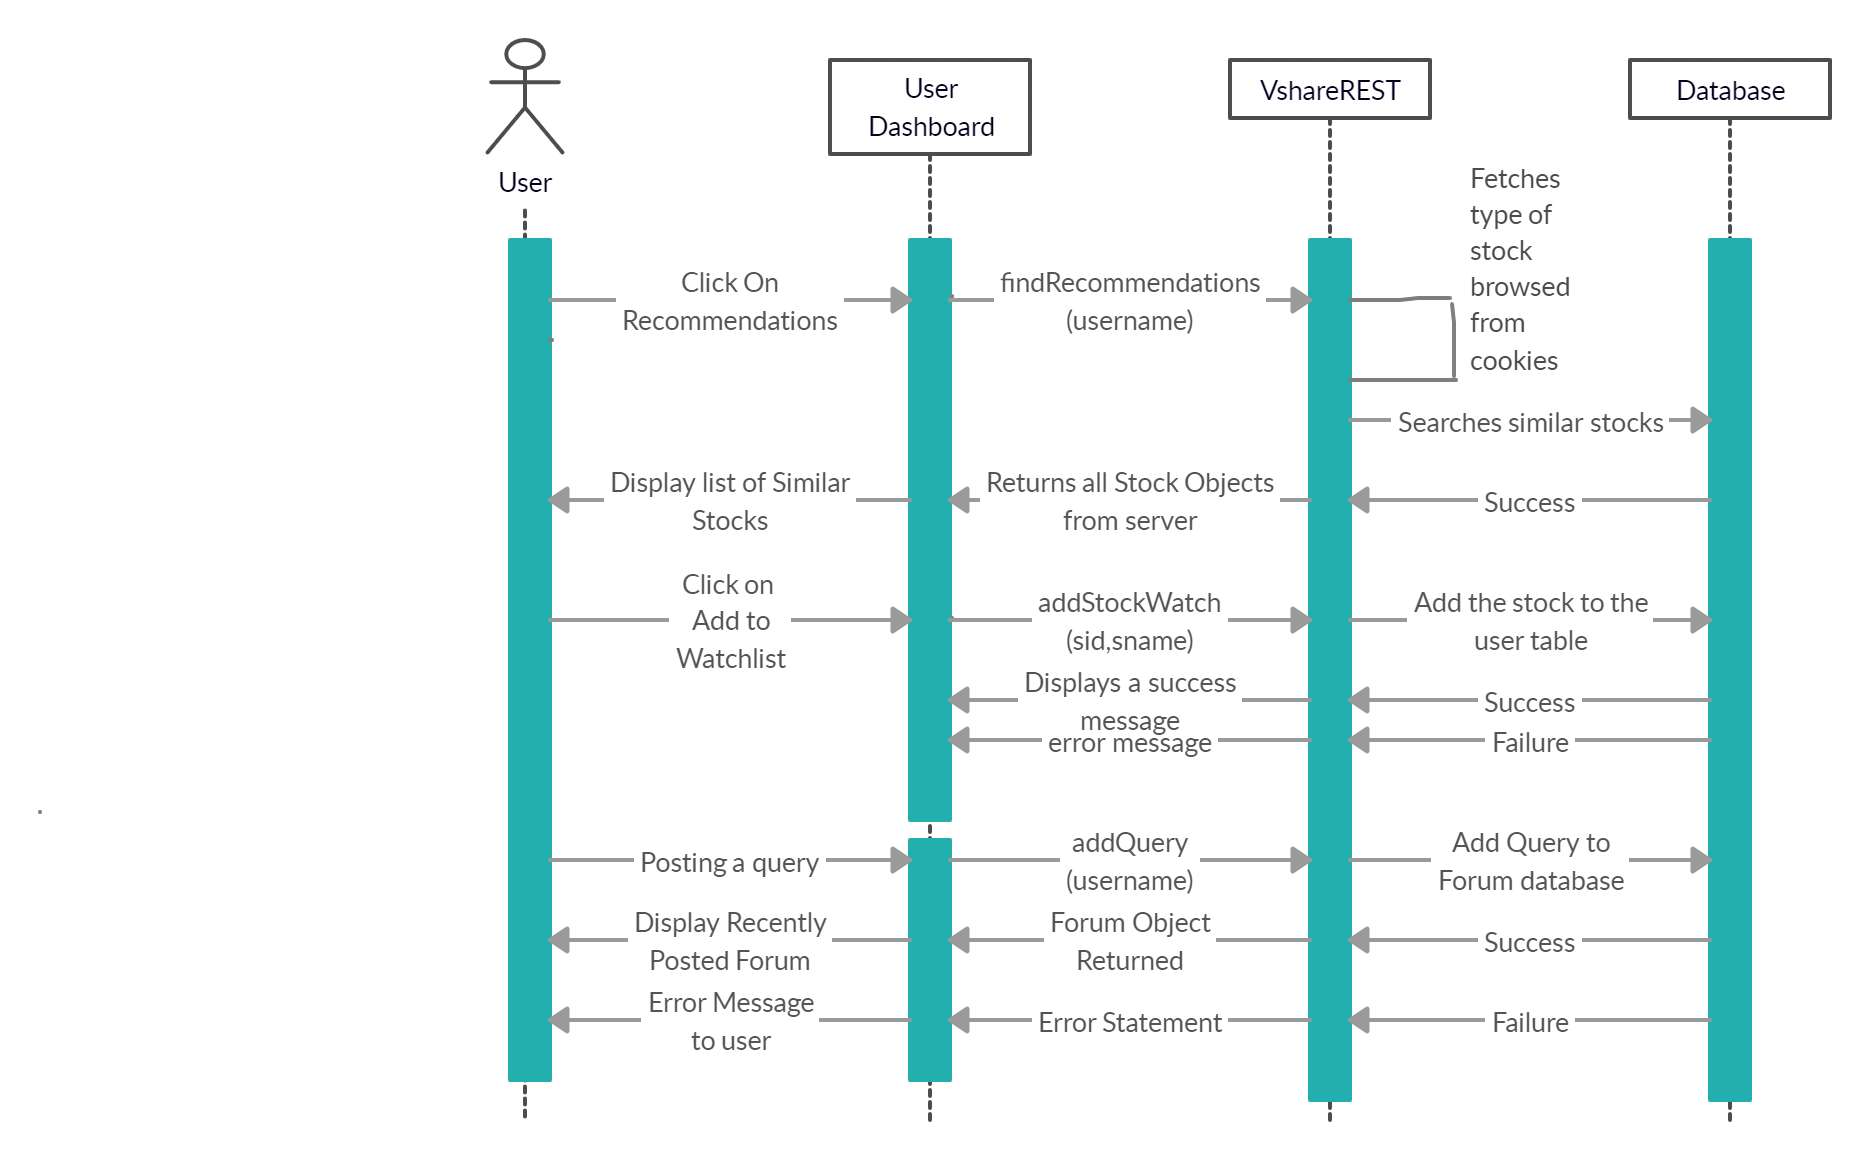 User
User
Dashboard
VshareREST
Database
Fetches
type of
stock
browsed
from
cookies
Click On
Recommendations
findRecommendations
(username)
Searches similar stocks
Display list of Similar
Stocks
Returns all Stock Objects
from server
Success
Click on
Add to
Watchlist
addStockWatch
(sid,sname)
Add the stock to the
user table
Displays a success
message
Success
error message
Failure
Posting a query
addQuery
(username)
Add Query to
Forum database
Display Recently
Posted Forum
Forum Object
Returned
Success
Error Message
to user
Error Statement
Failure